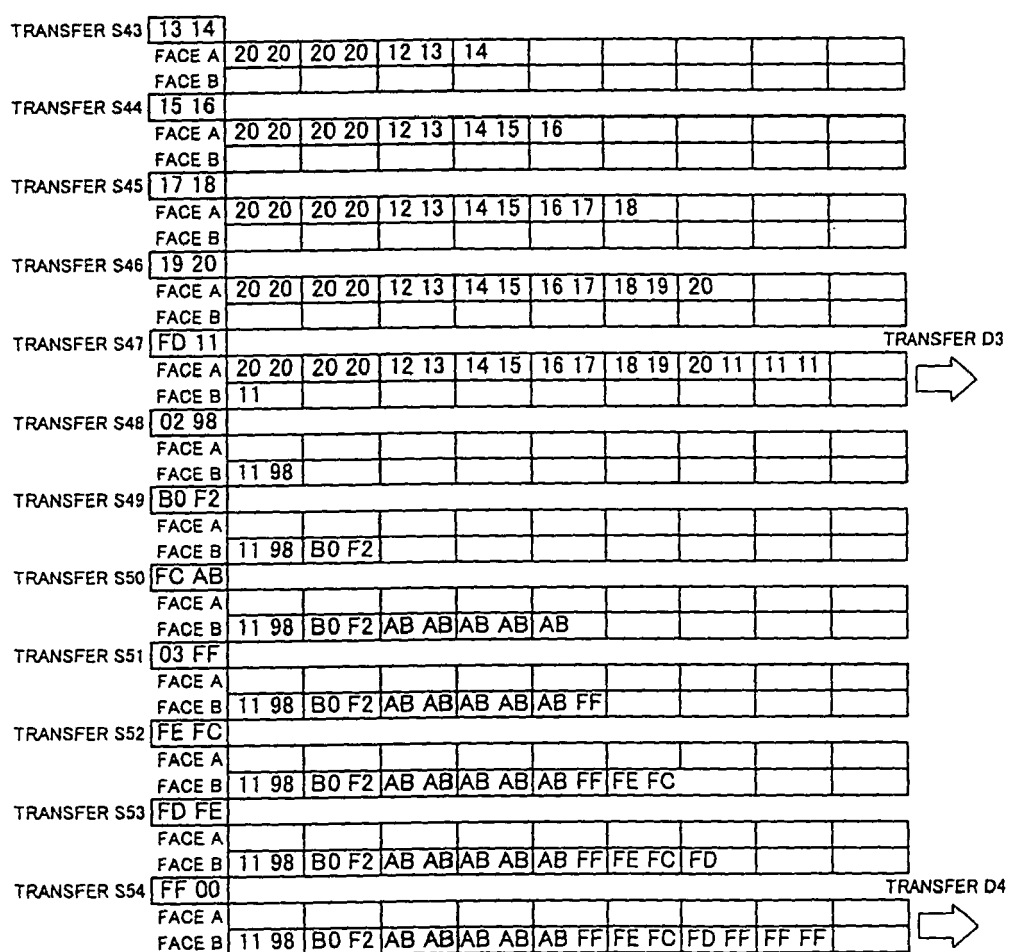 TRANSFER S43 13 14
FACE A 20 20 20 20 12 13 14
FACE B
TRANSFER S44 15 16
FACE A 20 20 20 20 12 13 14 15 16
FACE B
TRANSFER S45 17 18
FACE A 20 20 20 20 12 13 14 15 16 17 18
FACE B
TRANSFER S46 19 20
FACE A 20 20 20 20 12 13 14 15 16 17 18 19 20
FACE B
TRANSFER S47 FD 11 TRANSFER D3
FACE A 20 20 20 20 12 13 14 15 16 17 18 19 20 11 11 11
FACE B 11
TRANSFER S48 02 98
FACE A
FACE B 11 98
TRANSFER S49 B0 F2
FACE A
FACE B 11 98 B0 F2
TRANSFER S50 FC AB
FACE A
FACE B 11 98 B0 F2 AB AB AB AB AB
TRANSFER S51 03 FF
FACE A
FACE B 11 98 B0 F2 AB AB AB AB AB FF
TRANSFER S52 FE FC
FACE A
FACE B 11 98 B0 F2 AB AB AB AB AB FF FE FC
TRANSFER S53 FD FE
FACE A
FACE B 11 98 B0 F2 AB AB AB AB AB FF FE FC FD
TRANSFER S54 FF 00 TRANSFER D4
FACE A
FACE B 11 98 B0 F2 AB AB AB AB AB FF FE FC FD FF FF FF